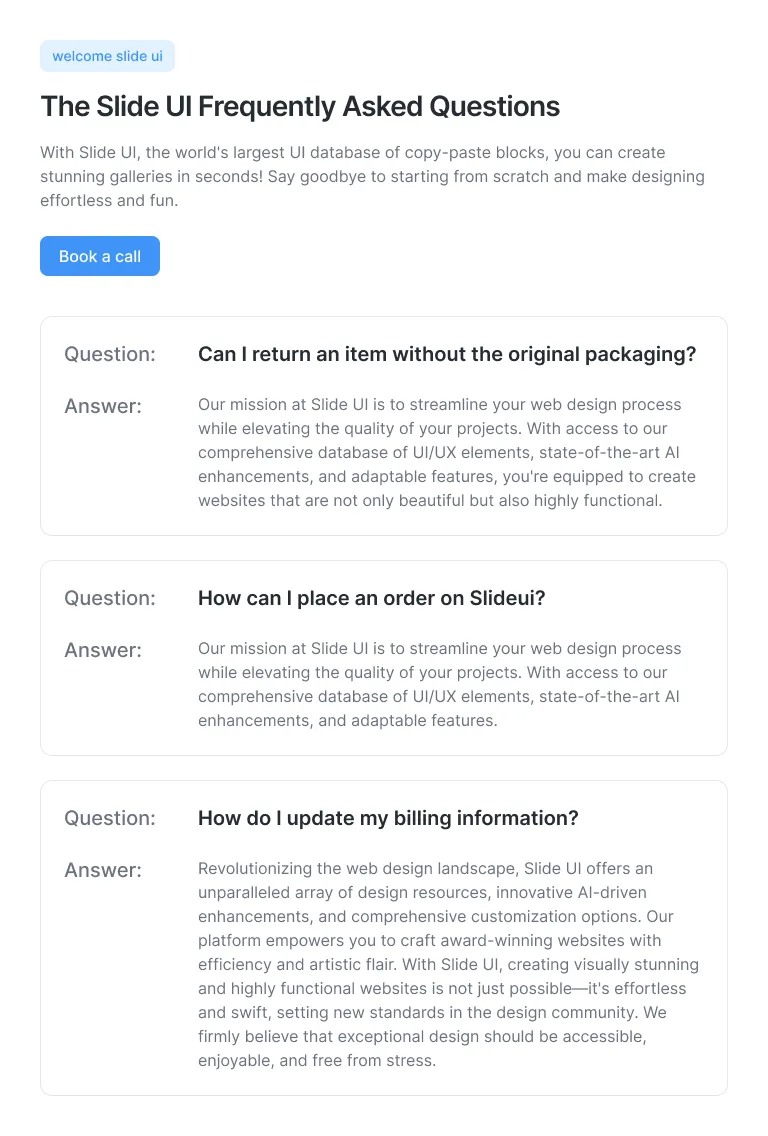 welcome slide ui
The Slide UI Frequently Asked Questions
With Slide UI, the world's largest UI database of copy-paste blocks, you can create
stunning galleries in seconds! Say goodbye to starting from scratch and make designing
effortless and fun.
Book a call
Question: Can I return an item without the original packaging?
Answer: Our mission at Slide UI is to streamline your web design process
while elevating the quality of your projects. With access to our
comprehensive database of UI/UX elements, state-of-the-art AI
enhancements, and adaptable features, you're equipped to create
websites that are not only beautiful but also highly functional.
Question: How can I place an order on Slideui?
Answer: Our mission at Slide UI is to streamline your web design process
while elevating the quality of your projects. With access to our
comprehensive database of UI/UX elements, state-of-the-art AI
enhancements, and adaptable features.
Question: How do I update my billing information?
Answer: Revolutionizing the web design landscape, Slide UI offers an
unparalleled array of design resources, innovative AI-driven
enhancements, and comprehensive customization options. Our
platform empowers you to craft award-winning websites with
efficiency and artistic flair. With Slide UI, creating visually stunning
and highly functional websites is not just possible—it's effortless
and swift, setting new standards in the design community. We
firmly believe that exceptional design should be accessible,
enjoyable, and free from stress.